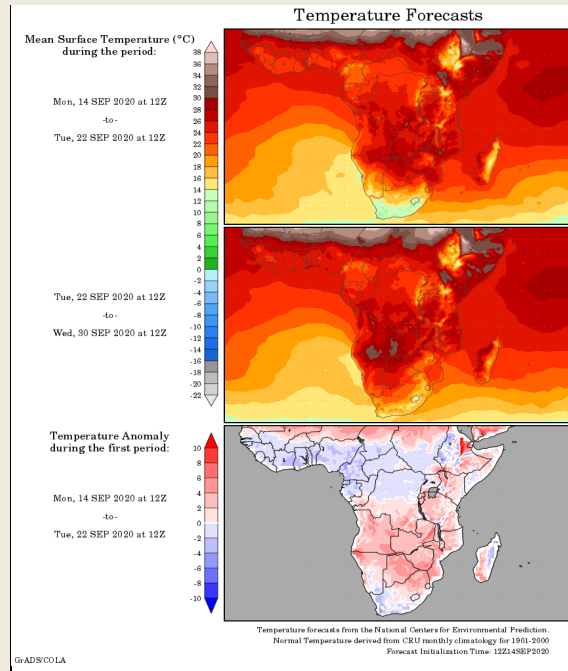 Temperature Forecasts
Mean Surface Temperature (°C)
during the period:
Mon, 14 SEP 2020 at 12Z
-to-
Tue, 22 SEP 2020 at 12Z
38
36
34
32
30
28
26
24
22
20
18
16
14
12
10
8
6
4
2
0
-2
-4
-6
-8
-10
-12
-14
-16
-18
-20
-22
Tue, 22 SEP 2020 at 12Z
-to-
Wed, 30 SEP 2020 at 12Z
Temperature Anomaly
during the first period:
Mon, 14 SEP 2020 at 12Z
-to-
Tue, 22 SEP 2020 at 12Z
10
8
6
4
2
0
-2
-4
-6
-8
-10
Temperature forecasts from the National Centers for Environmental Prediction.
Normal Temperature derived from CRU monthly climatology for 1901-2000
Forecast Initialization Time: 12Z14SEP2020
GrADS/COLA